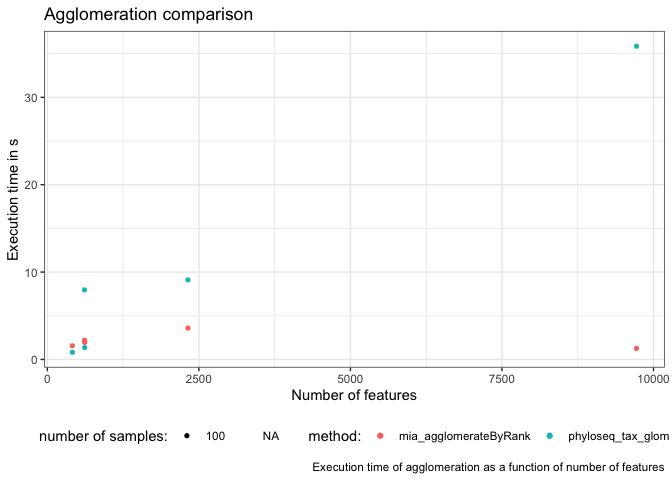 Agglomeration comparison
30
20
10
0
Execution time in s
0 2500 5000 7500 10000
Number of features
number of samples: 100 NA method: mia_agglomerateByRank phyloseq_tax_glom
Execution time of agglomeration as a function of number of features